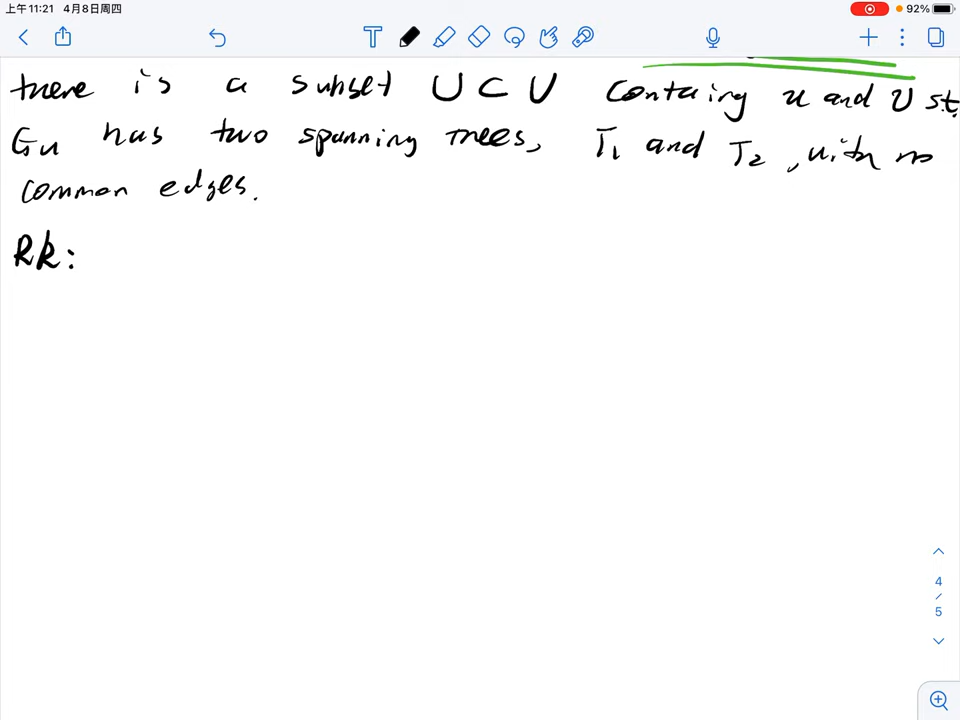 上午11:21 4月8日周四
92%
there is a subset U ⊂ V containg u and v s.t.
Gu has two spanning trees, T₁ and T₂, with no
common edges.
Rk:
4
/
5